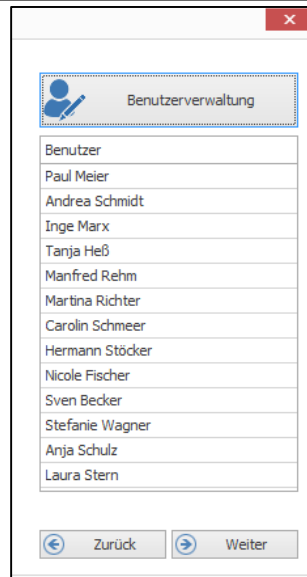 Benutzerverwaltung
Benutzer
Paul Meier
Andrea Schmidt
Inge Marx
Tanja Heß
Manfred Rehm
Martina Richter
Carolin Schmeer
Hermann Stöcker
Nicole Fischer
Sven Becker
Stefanie Wagner
Anja Schulz
Laura Stern
Zurück Weiter